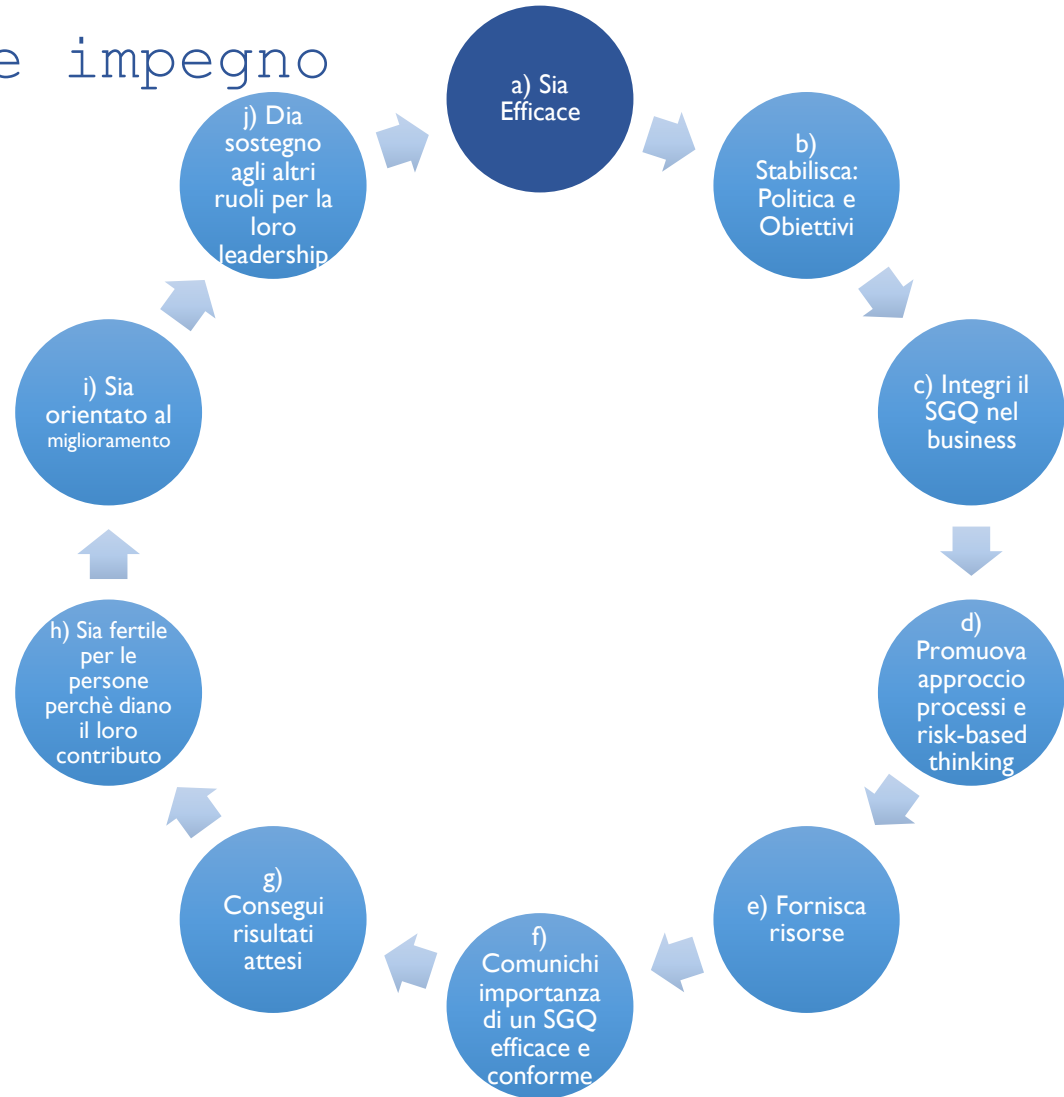 e impegno
a) Sia
Efficace
b)
Stabilisca:
Politica e
Obiettivi
c) Integri il
SGQ nel
business
d)
Promuova
approccio
processi e
risk-based
thinking
e) Fornisca
risorse
f)
Comunichi
importanza
di un SGQ
efficace e
conforme
g)
Consegui
risultati
attesi
h) Sia fertile
per le
persone
perchè diano
il loro
contributo
i) Sia
orientato al
miglioramento
j) Dia
sostegno
agli altri
ruoli per la
loro
leadership